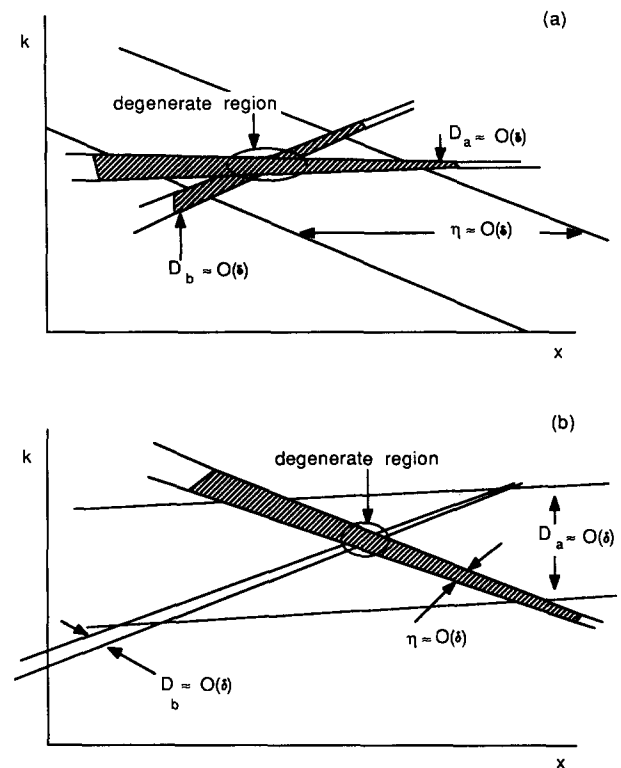 (a)
k
degenerate region
D_a ≈ O(δ)
η ≈ O(δ)
D_b ≈ O(δ)
x
(b)
k
degenerate region
D_a ≈ O(δ)
η ≈ O(δ)
D_b ≈ O(δ)
x